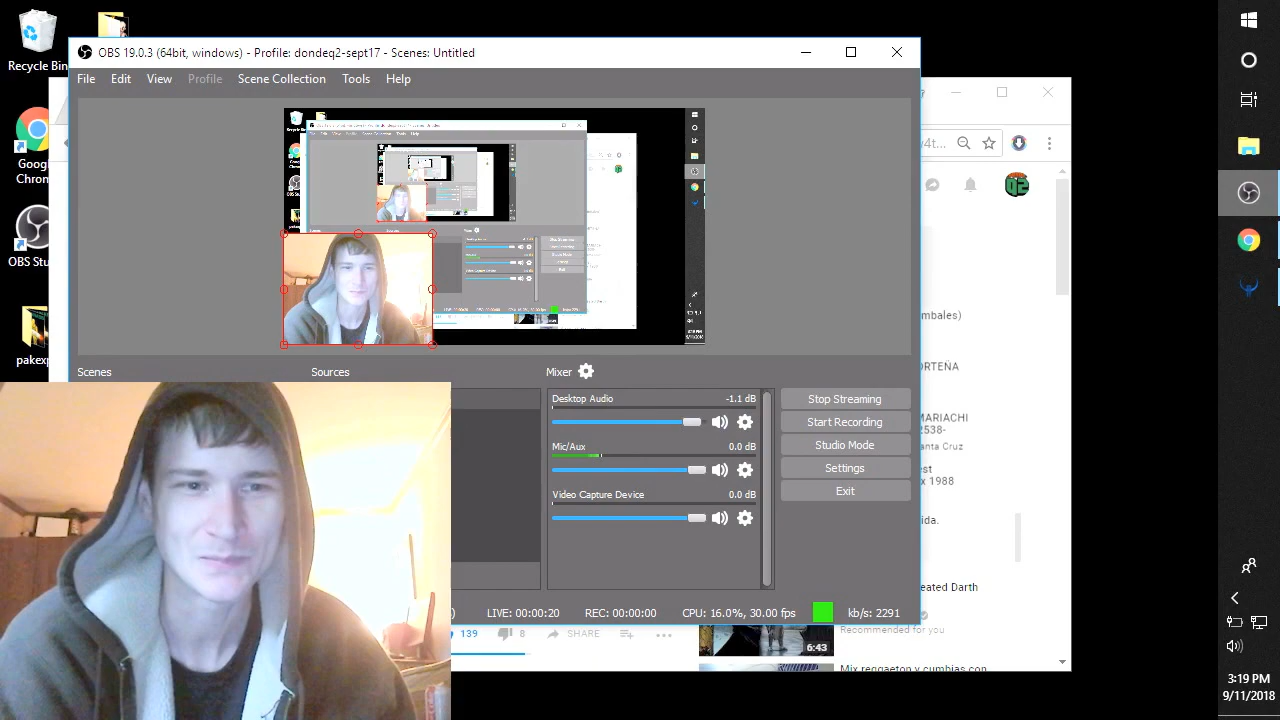 Recycle Bin
OBS 19.0.3 (64bit, windows) - Profile: dondeq2-sept17 - Scenes: Untitled
File Edit View Profile Scene Collection Tools Help
Google
Chrom
OBS Stu
pakexp
Q2
Scenes
Sources
Mixer
Desktop Audio
-1.1 dB
Mic/Aux
0.0 dB
Video Capture Device
0.0 dB
Stop Streaming
Start Recording
Studio Mode
Settings
Exit
LIVE: 00:00:20
REC: 00:00:00
CPU: 16.0%, 30.00 fps
kb/s: 2291
139
8
SHARE
6:43
4t...
mbales)
ORTEÑA
MARIACHI
2538-
anta Cruz
est
x 1988
ida.
eated Darth
Recommended for you
Mix reggaeton y cumbias con
3:19 PM
9/11/2018